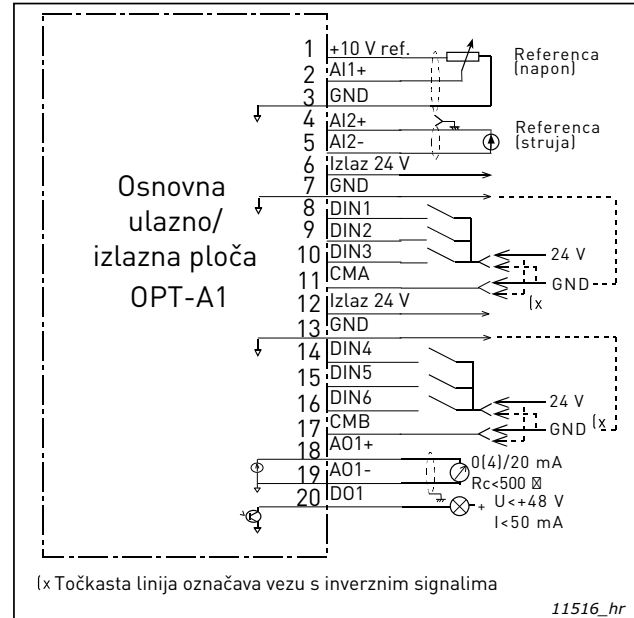 1 +10 V ref.
2 AI1+
3 GND
4 AI2+
5 AI2-
6 Izlaz 24 V
7 GND
8 DIN1
9 DIN2
10 DIN3
11 CMA
12 Izlaz 24 V
13 GND
14 DIN4
15 DIN5
16 DIN6
17 CMB
18 AO1+
19 AO1-
20 DO1
Osnovna
ulazno/
izlazna ploča
OPT-A1
Referenca
(napon)
Referenca
(struja)
24 V
GND
(x
24 V
GND (x
0(4)/20 mA
Rc<500 
+ U<+48 V
I<50 mA
(x Točkasta linija označava vezu s inverznim signalima
11516_hr